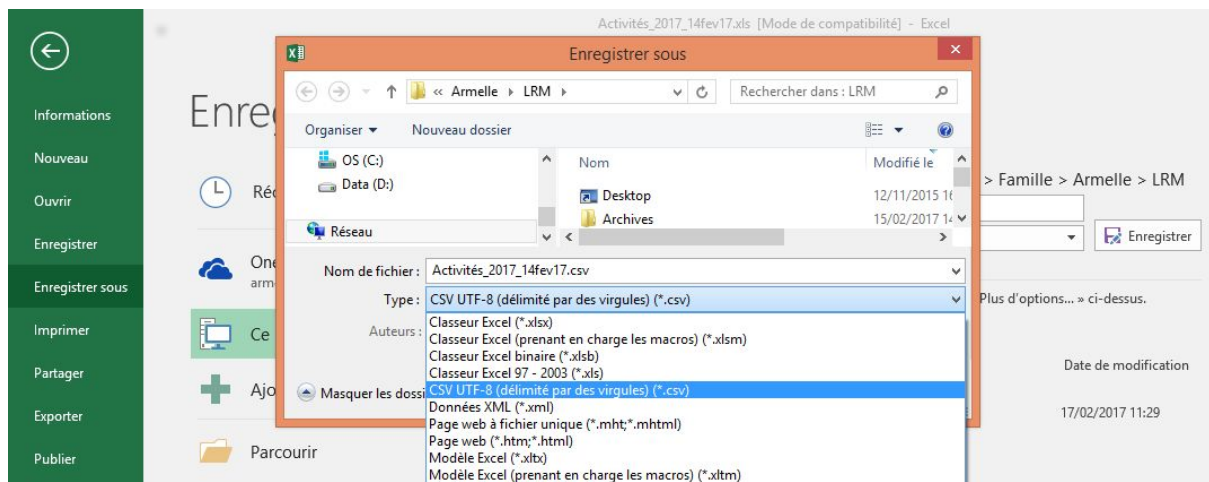 Activités_2017_14fev17.xls [Mode de compatibilité] - Excel
Enregistrer sous
« Armelle › LRM ›
Rechercher dans : LRM
Organiser
Nouveau dossier
OS (C:)
Data (D:)
Réseau
Nom
Modifié le
Desktop
12/11/2015
Archives
15/02/2017
Nom de fichier :
Activités_2017_14fev17.csv
Type :
CSV UTF-8 (délimité par des virgules) (*.csv)
Auteurs :
Classeur Excel (*.xlsx)
Classeur Excel (prenant en charge les macros) (*.xlsm)
Classeur Excel binaire (*.xlsb)
Classeur Excel 97 - 2003 (*.xls)
CSV UTF-8 (délimité par des virgules) (*.csv)
Données XML (*.xml)
Page web à fichier unique (*.mht;*.mhtml)
Page web (*.htm;*.html)
Modèle Excel (*.xltx)
Modèle Excel (prenant en charge les macros) (*.xltm)
Masquer les dossi
Informations
Nouveau
Ouvrir
Enregistrer
Enregistrer sous
Imprimer
Partager
Exporter
Publier
Enre
Réc
One
arm
Ce
Ajo
Parcourir
> Famille > Armelle > LRM
Enregistrer
Plus d'options... » ci-dessus.
Date de modification
17/02/2017 11:29